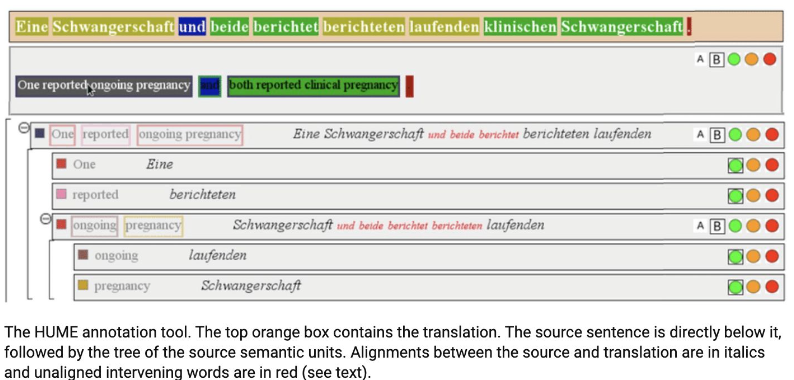 Eine Schwangerschaft und beide berichtet berichteten laufenden klinischen Schwangerschaft .
A B
One reported ongoing pregnancy and both reported clinical pregnancy .
One reported ongoing pregnancy Eine Schwangerschaft und beide berichtet berichteten laufenden A B
One Eine
reported berichteten
ongoing pregnancy Schwangerschaft und beide berichtet berichteten laufenden A B
ongoing laufenden
pregnancy Schwangerschaft
The HUME annotation tool. The top orange box contains the translation. The source sentence is directly below it,
followed by the tree of the source semantic units. Alignments between the source and translation are in italics
and unaligned intervening words are in red (see text).